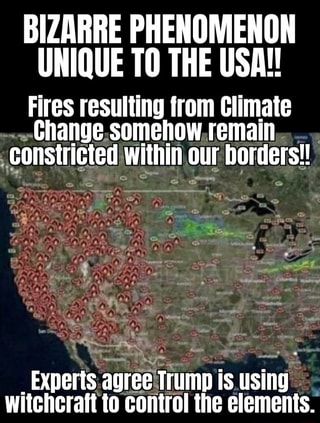 BIZARRE PHENOMENON
UNIQUE TO THE USA!!
Fires resulting from Climate
Change somehow remain
constricted within our borders!!
Experts agree Trump is using
witchcraft to control the elements.